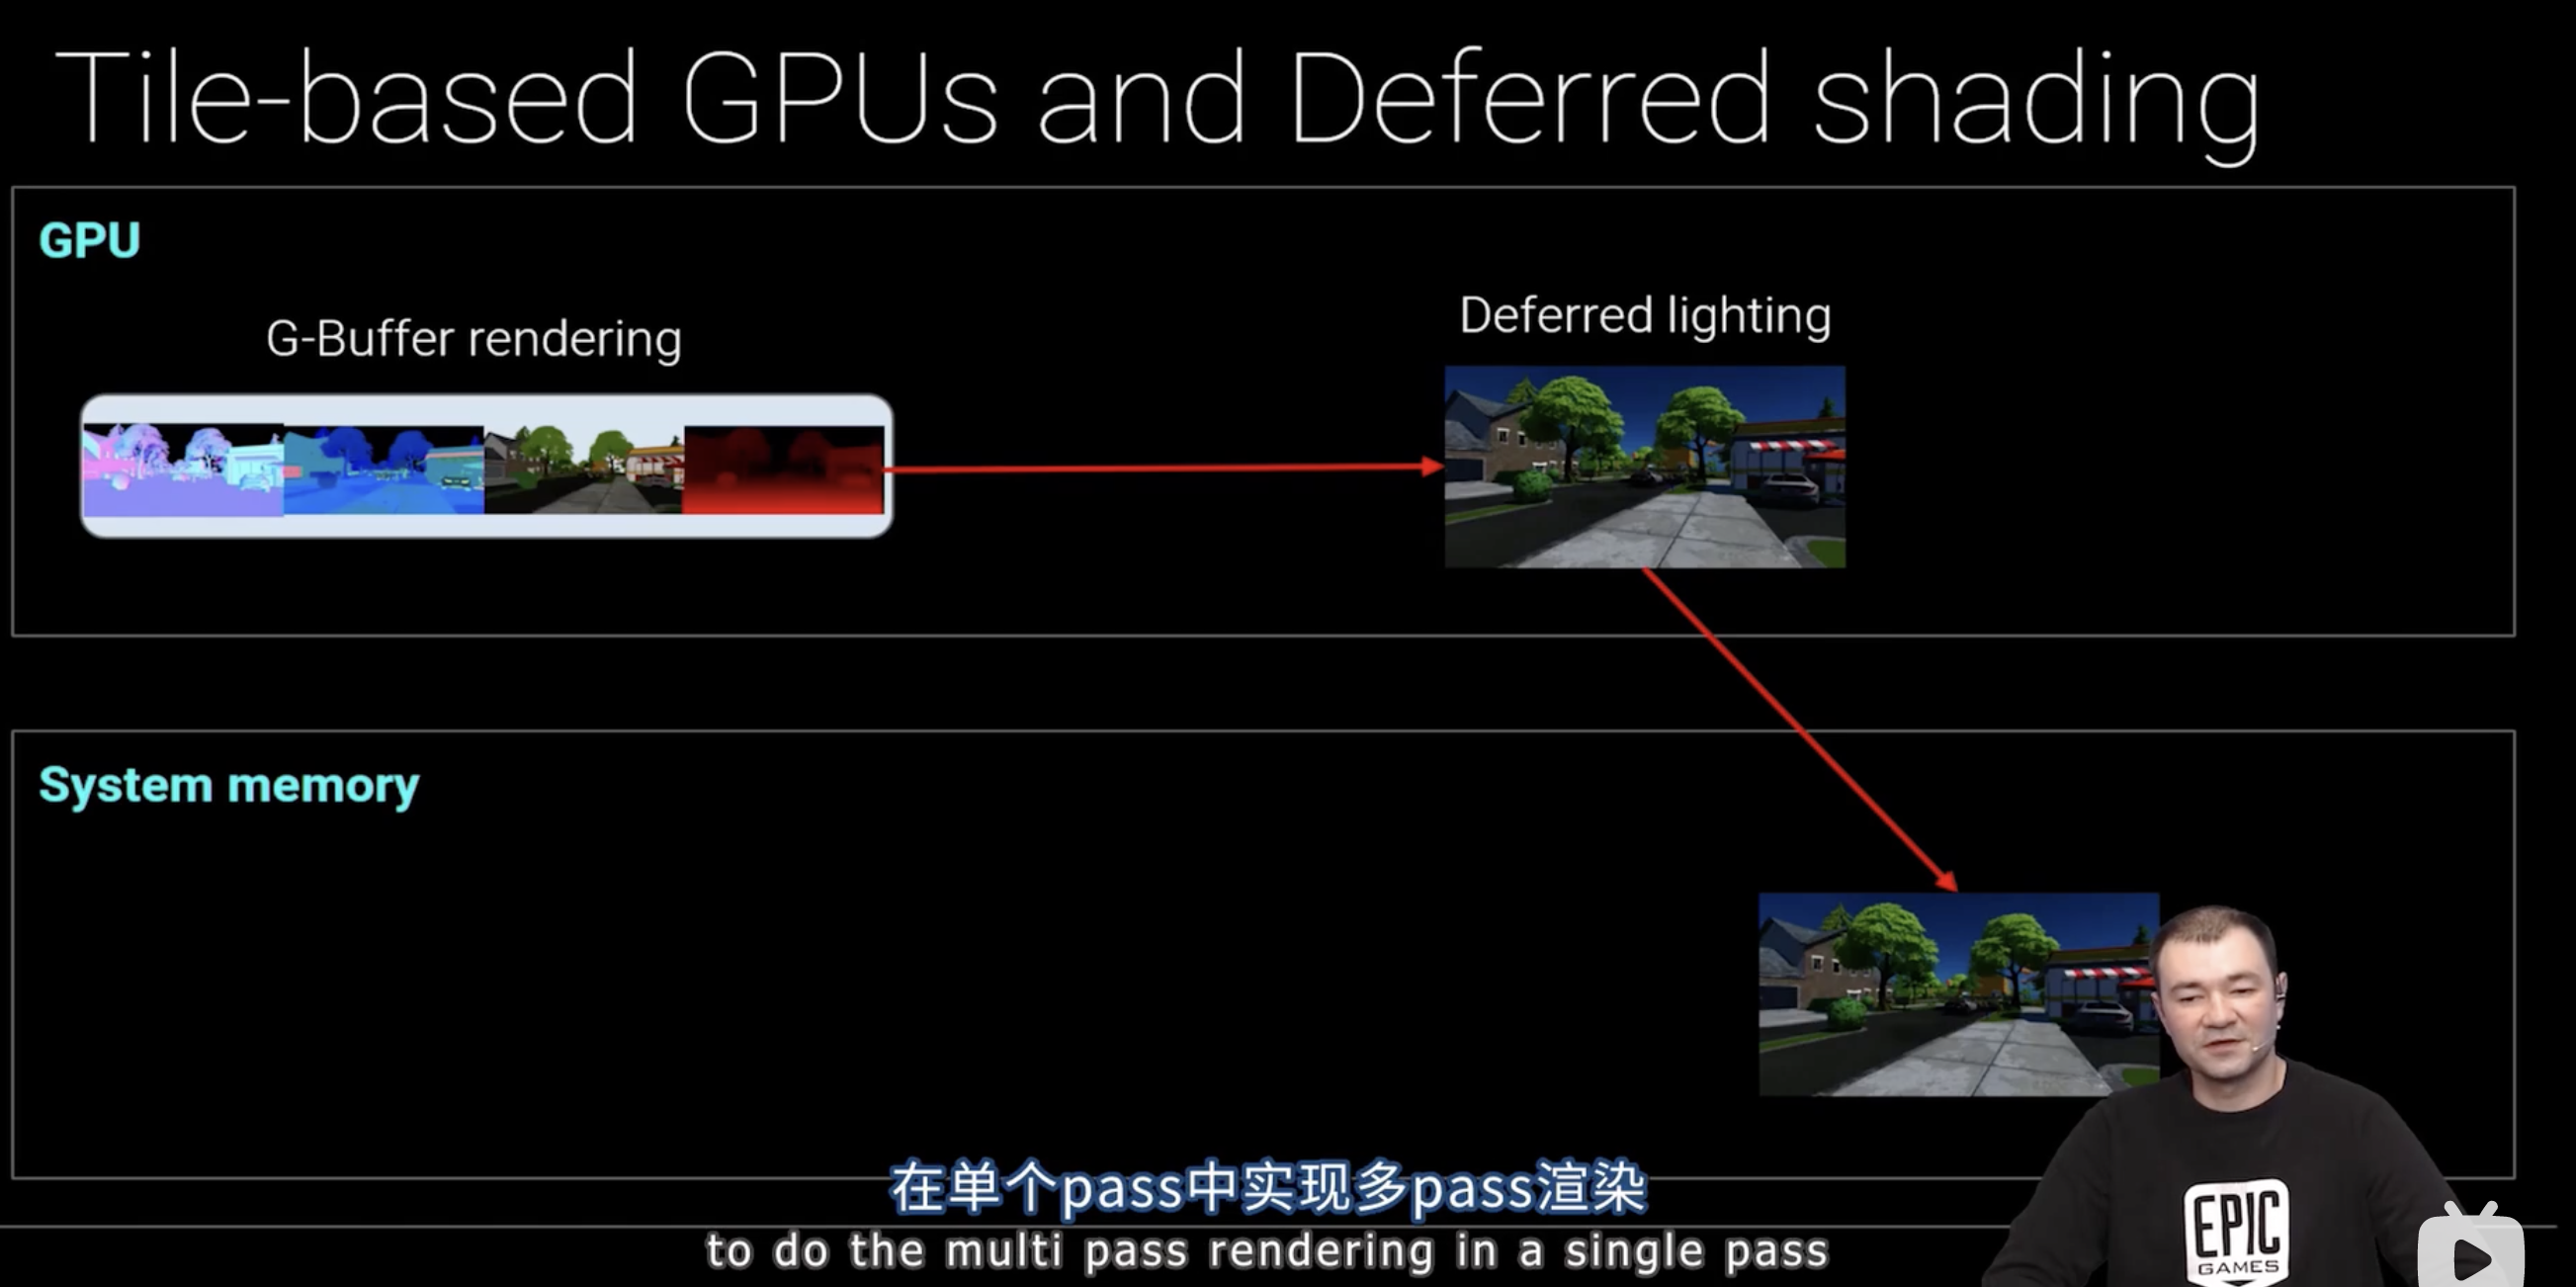 Tile-based GPUs and Deferred shading
GPU
G-Buffer rendering
Deferred lighting
System memory
在单个pass中实现多pass渲染
to do the multi pass rendering in a single pass
EPIC
GAMES